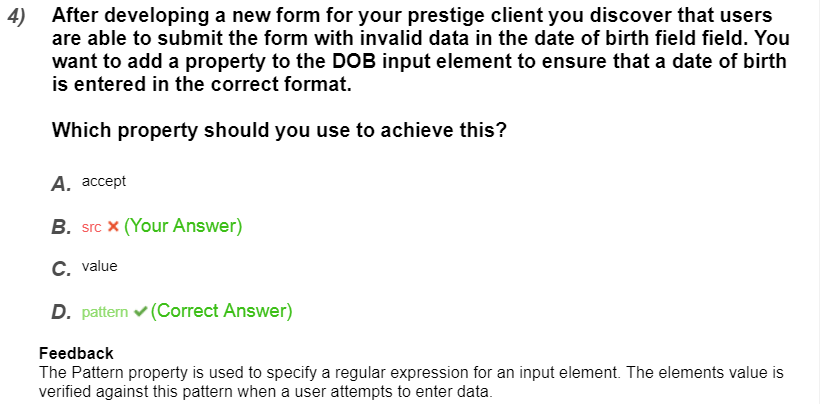 4) After developing a new form for your prestige client you discover that users
are able to submit the form with invalid data in the date of birth field field. You
want to add a property to the DOB input element to ensure that a date of birth
is entered in the correct format.
Which property should you use to achieve this?
A. accept
B. src ✖ (Your Answer)
C. value
D. pattern ✔ (Correct Answer)
Feedback
The Pattern property is used to specify a regular expression for an input element. The elements value is
verified against this pattern when a user attempts to enter data.